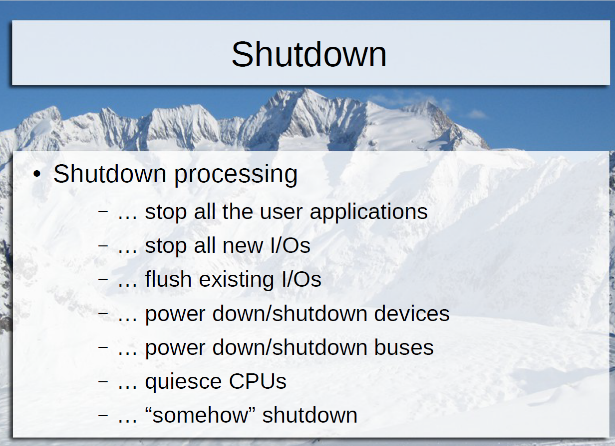 Shutdown
• Shutdown processing
– … stop all the user applications
– … stop all new I/Os
– … flush existing I/Os
– … power down/shutdown devices
– … power down/shutdown buses
– … quiesce CPUs
– … “somehow” shutdown